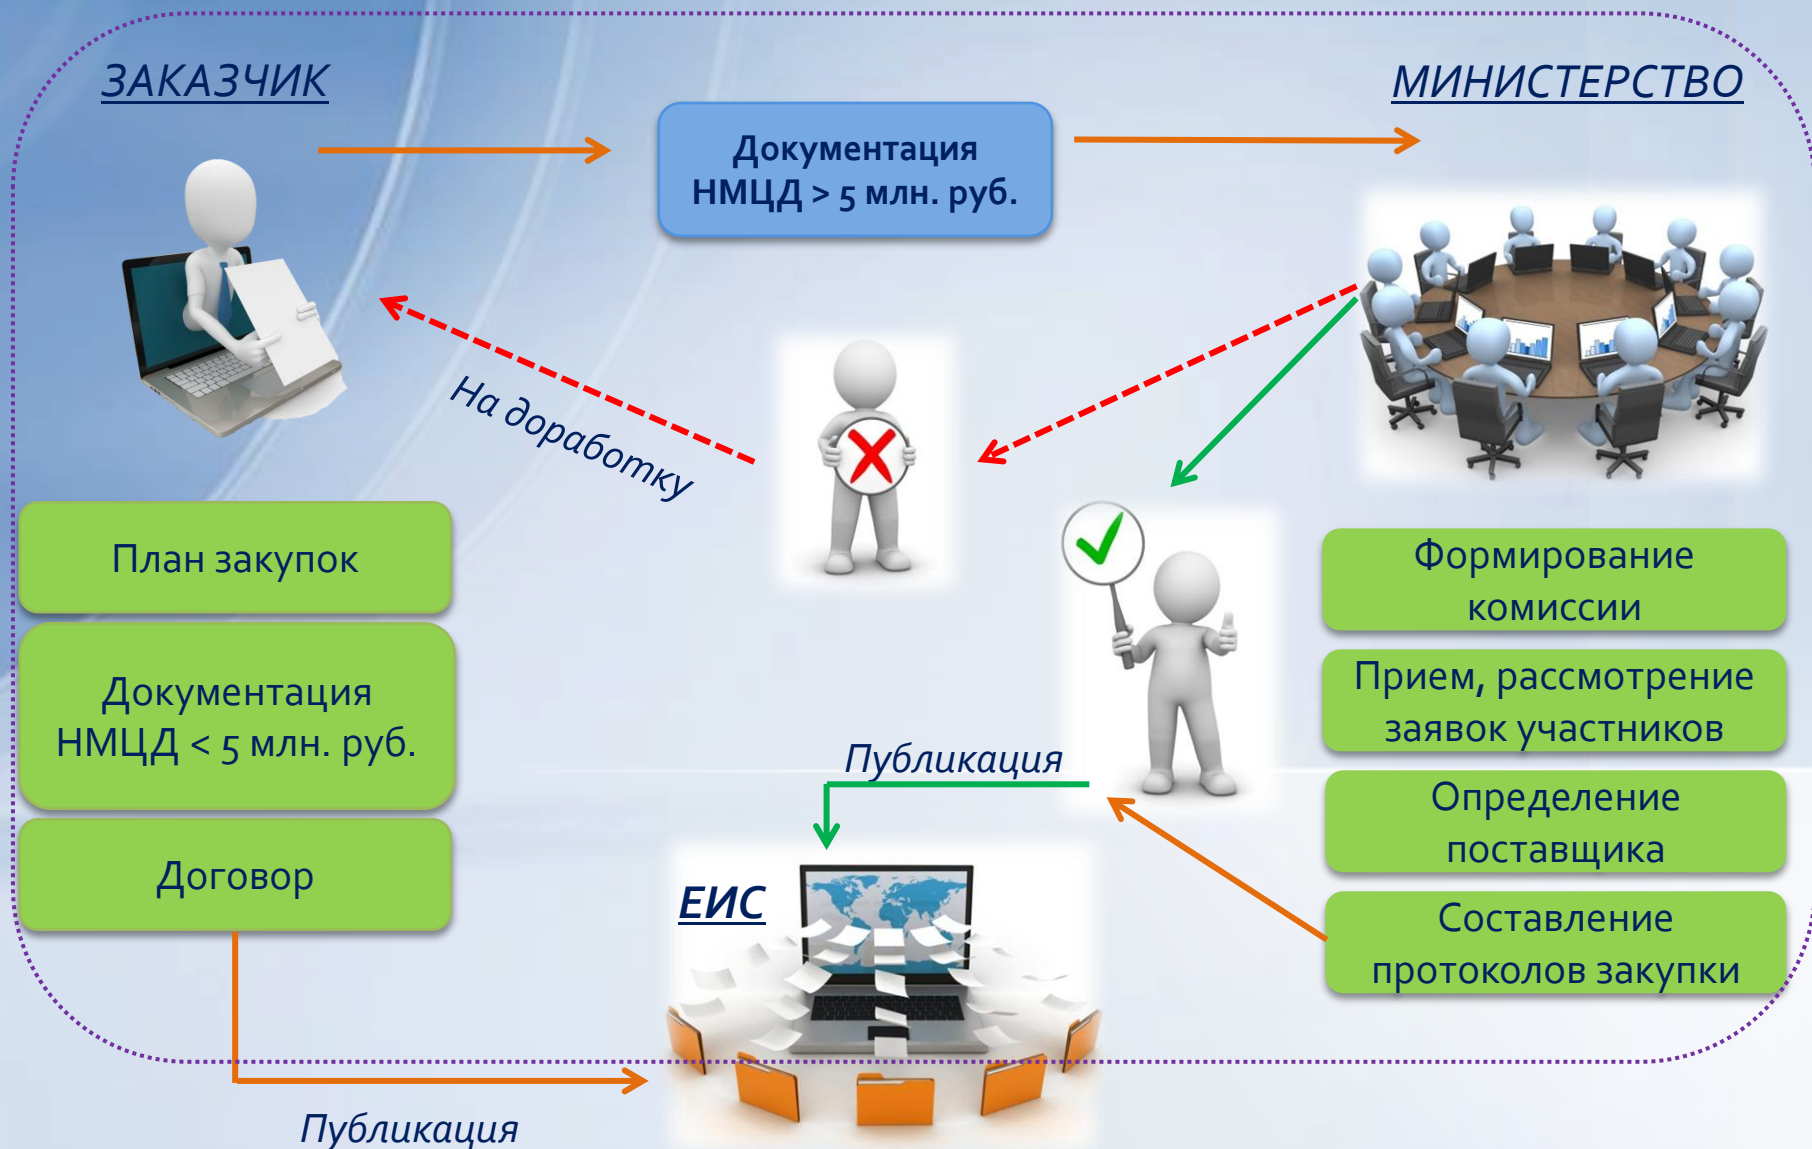 ЗАКАЗЧИК
МИНИСТЕРСТВО
Документация
НМЦД > 5 млн. руб.
На доработку
План закупок
Документация
НМЦД < 5 млн. руб.
Договор
Формирование
комиссии
Прием, рассмотрение
заявок участников
Определение
поставщика
Составление
протоколов закупки
Публикация
ЕИС
Публикация